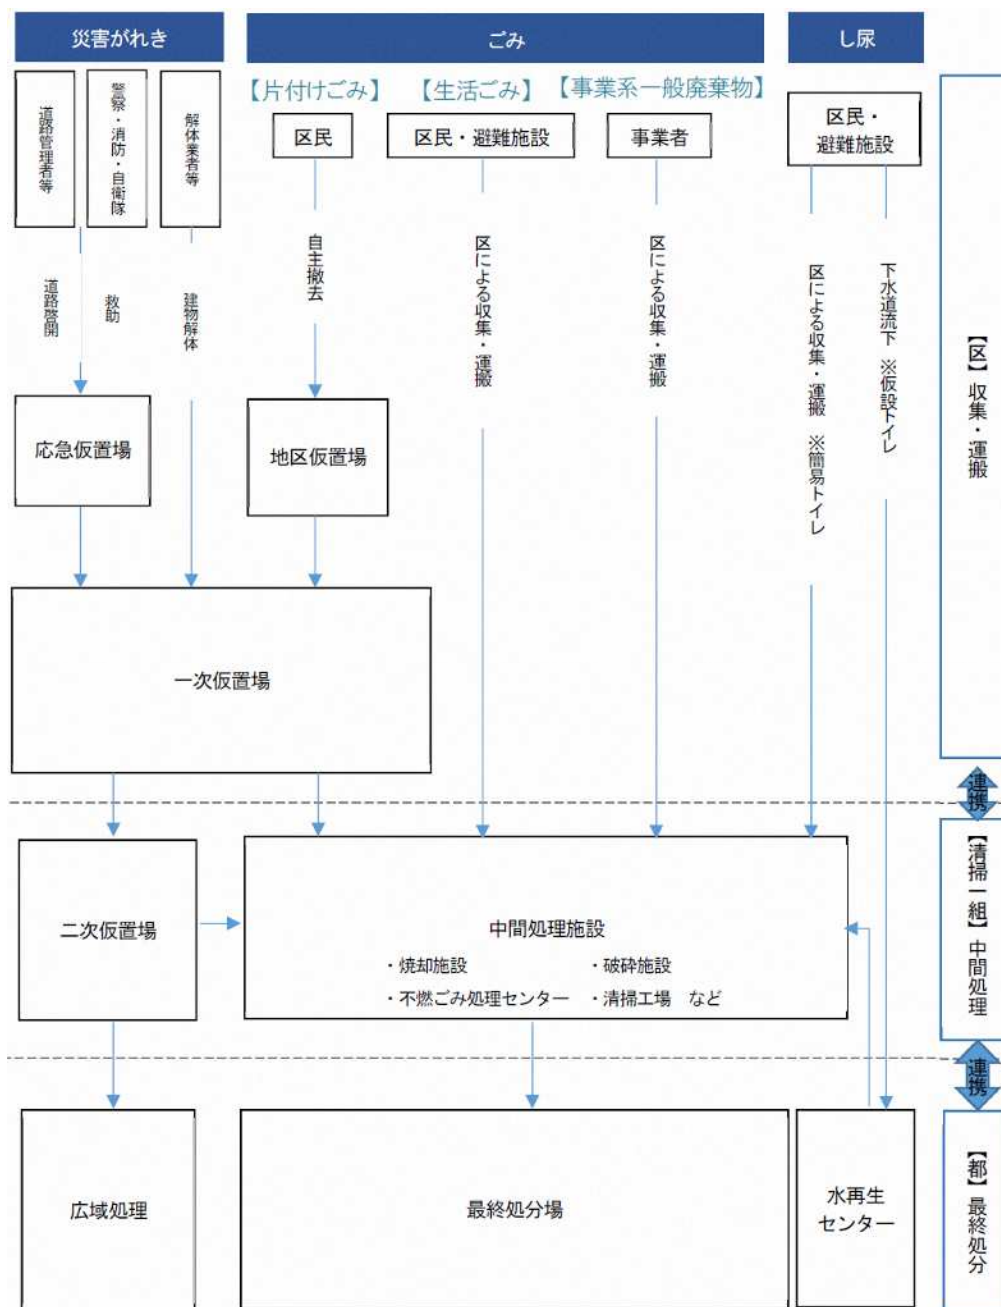 災害がれき
ごみ
し尿
【片付けごみ】
【生活ごみ】
【事業系一般廃棄物】
道路管理者等
警察・消防・自衛隊
解体業者等
区民
区民・避難施設
事業者
区民・
避難施設
道路啓開
救助
建物解体
自主撤去
区による収集・運搬
区による収集・運搬
区による収集・運搬　※簡易トイレ
下水道流下　※仮設トイレ
【区】収集・運搬
応急仮置場
地区仮置場
一次仮置場
連携
二次仮置場
中間処理施設
・焼却施設
・破砕施設
・不燃ごみ処理センター
・清掃工場　など
【清掃一組】中間処理
連携
広域処理
最終処分場
水再生
センター
【都】最終処分